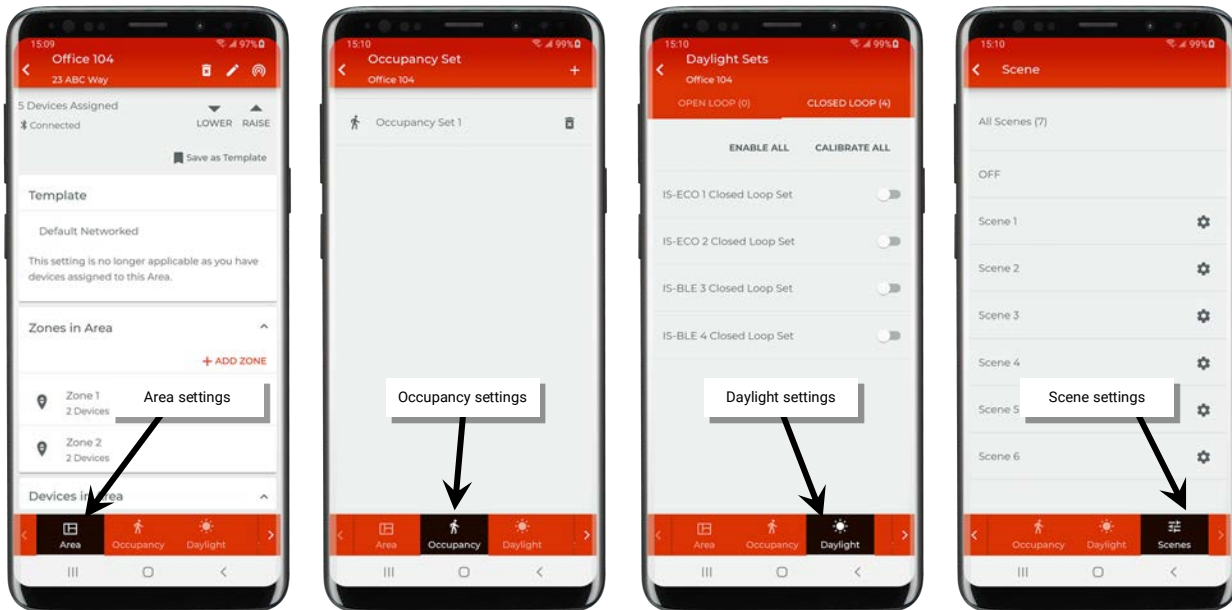 15:09
97%
Office 104
23 ABC Way
5 Devices Assigned
Connected
LOWER RAISE
Save as Template
Template
Default Networked
This setting is no longer applicable as you have
devices assigned to this Area.
Zones in Area
+ ADD ZONE
Zone 1
2 Devices
Area settings
Zone 2
2 Devices
Devices in Area
Area Occupancy Daylight
15:10
99%
Occupancy Set
Office 104
Occupancy Set 1
Occupancy settings
Area Occupancy Daylight
15:10
99%
Daylight Sets
Office 104
OPEN LOOP (0) CLOSED LOOP (4)
ENABLE ALL CALIBRATE ALL
IS-ECO 1 Closed Loop Set
IS-ECO 2 Closed Loop Set
IS-BLE 3 Closed Loop Set
IS-BLE 4 Closed Loop Set
Daylight settings
Area Occupancy Daylight
15:10
99%
Scene
All Scenes (7)
OFF
Scene 1
Scene 2
Scene 3
Scene 4
Scene settings
Scene 5
Scene 6
Occupancy Daylight Scenes